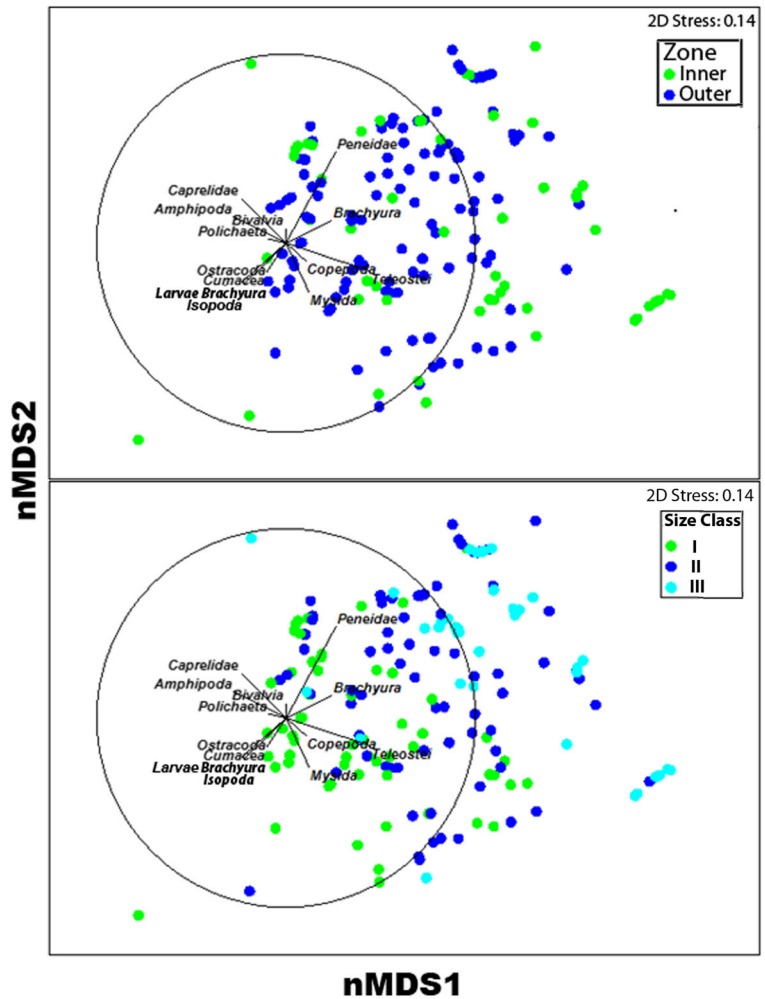 2D Stress: 0.14
Zone
Inner
Outer
Peneidae
Caprelidae
Amphipoda
Bivalvia
Brachyura
Polichaeta
Ostracoda
Copepoda
Cumacea
Teleostei
Larvae Brachyura
Mysida
Isopoda
nMDS2
2D Stress: 0.14
Size Class
I
II
III
Peneidae
Caprelidae
Amphipoda
Bivalvia
Brachyura
Polichaeta
Ostracoda
Copepoda
Cumacea
Teleostei
Larvae Brachyura
Mysida
Isopoda
nMDS1